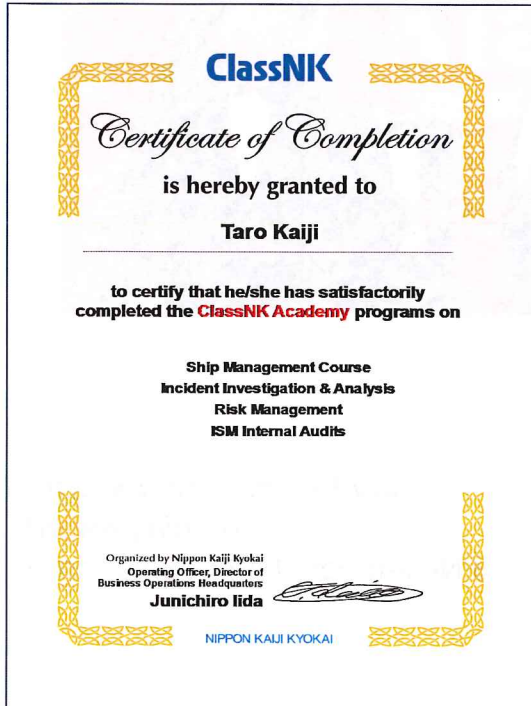 ClassNK
Certificate of Completion
is hereby granted to
Taro Kaiji
to certify that he/she has satisfactorily
completed the ClassNK Academy programs on
Ship Management Course
Incident Investigation & Analysis
Risk Management
ISM Internal Audits
Organized by Nippon Kaiji Kyokai
Operating Officer, Director of
Business Operations Headquarters
Junichiro Iida
NIPPON KAIJI KYOKAI